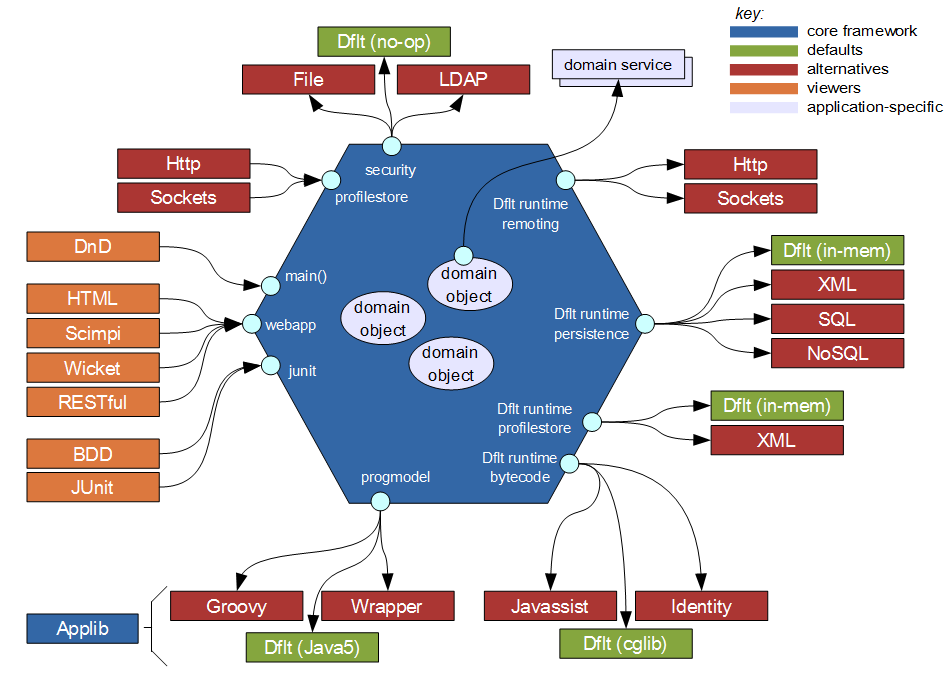 key:
core framework
defaults
alternatives
viewers
application-specific
Dflt (no-op)
File
LDAP
domain service
security
Http
Sockets
profilestore
Dflt runtime
remoting
Http
Sockets
DnD
main()
HTML
Scimpi
Wicket
RESTful
webapp
BDD
JUnit
junit
domain
object
domain
object
domain
object
Dflt runtime
persistence
Dflt (in-mem)
XML
SQL
NoSQL
Dflt runtime
profilestore
Dflt (in-mem)
XML
Dflt runtime
bytecode
progmodel
Applib
Groovy
Wrapper
Dflt (Java5)
Javassist
Identity
Dflt (cglib)